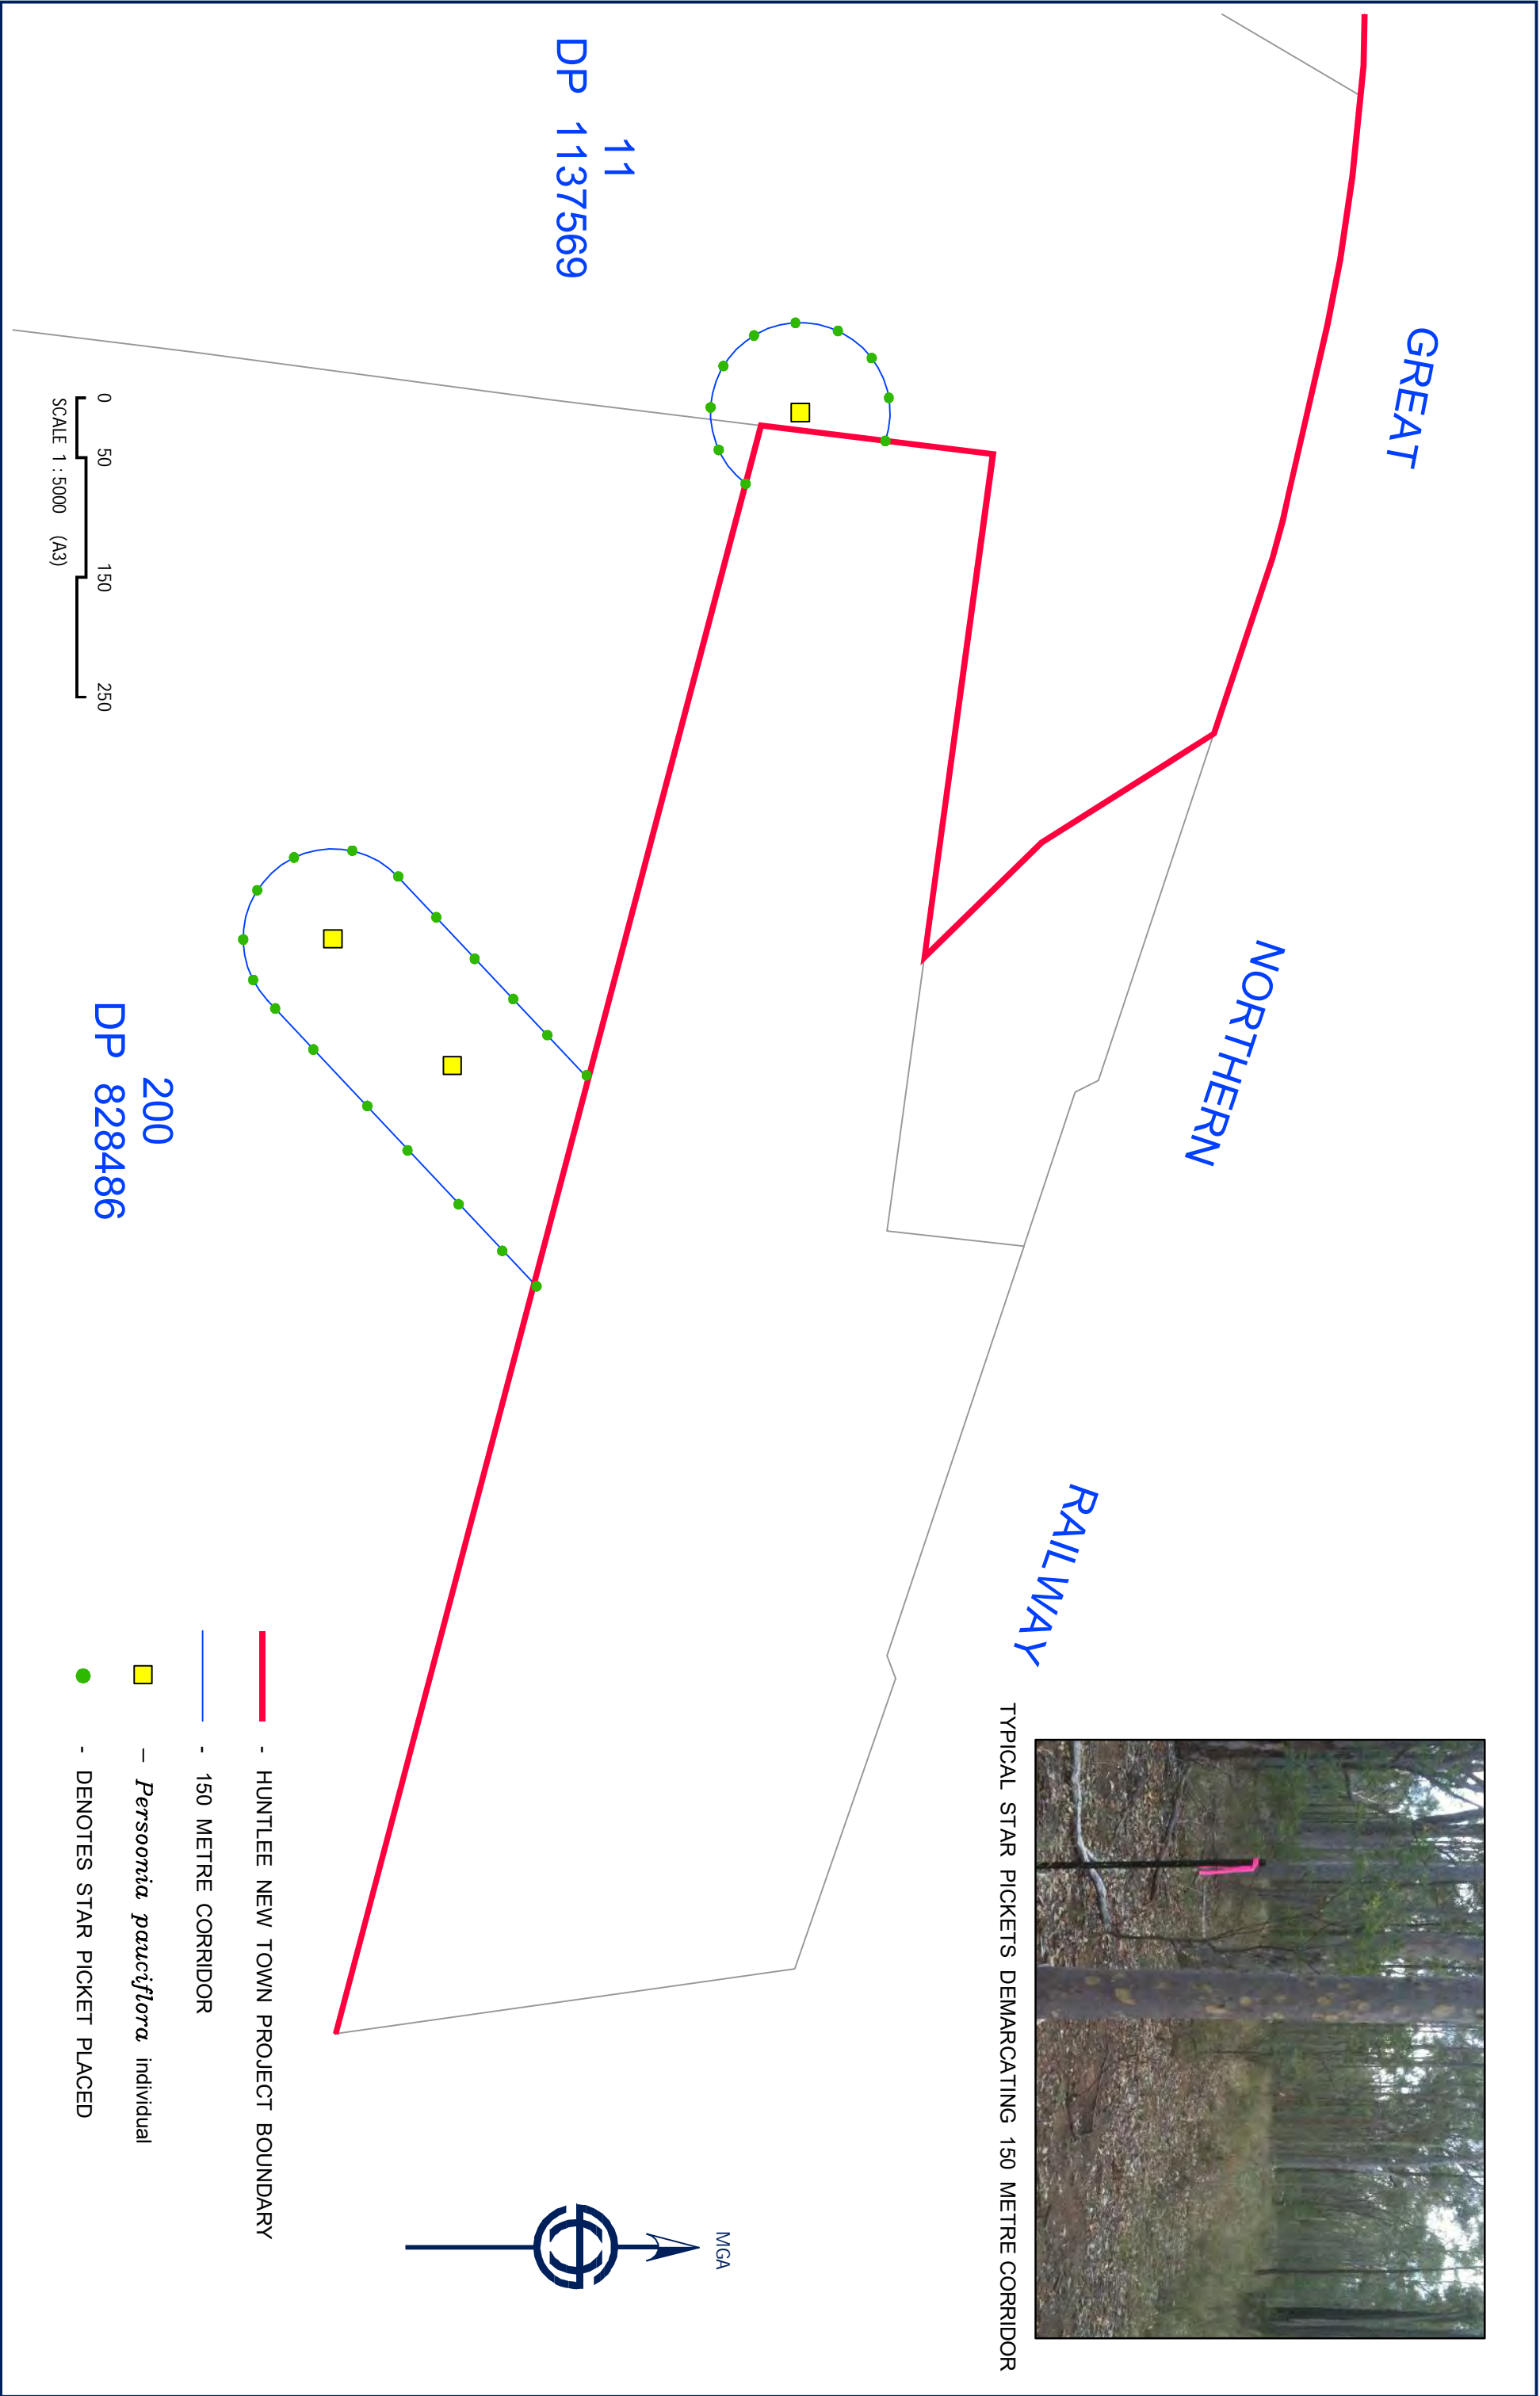 GREAT
NORTHERN
RAILWAY
11
DP 1137569
200
DP 828486
TYPICAL STAR PICKETS DEMARCATING 150 METRE CORRIDOR
MGA
- HUNTLEE NEW TOWN PROJECT BOUNDARY
- 150 METRE CORRIDOR
– Persoonia pauciflora individual
- DENOTES STAR PICKET PLACED
0 50 150 250
SCALE 1 : 5000 (A3)